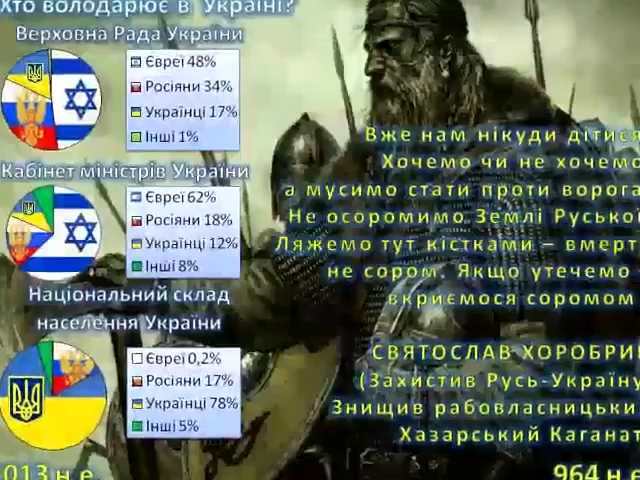 Хто володарює в Україні?
Верховна Рада України
Євреї 48%
Росіяни 34%
Українці 17%
Інші 1%
Кабінет міністрів України
Євреї 62%
Росіяни 18%
Українці 12%
Інші 8%
Національний склад
населення України
Євреї 0,2%
Росіяни 17%
Українці 78%
Інші 5%
013 н.е.
Вже нам нікуди дітися
Хочемо чи не хочемо
а мусимо стати проти ворога
Не осоромимо Землі Русько
Ляжемо тут кістками – вмерт
не сором. Якщо утечемо
вкриємося соромом
СВЯТОСЛАВ ХОРОБРИ
(Захистив Русь-Україну
Знищив рабовласницьки
Хазарський Каганат
964 н.е